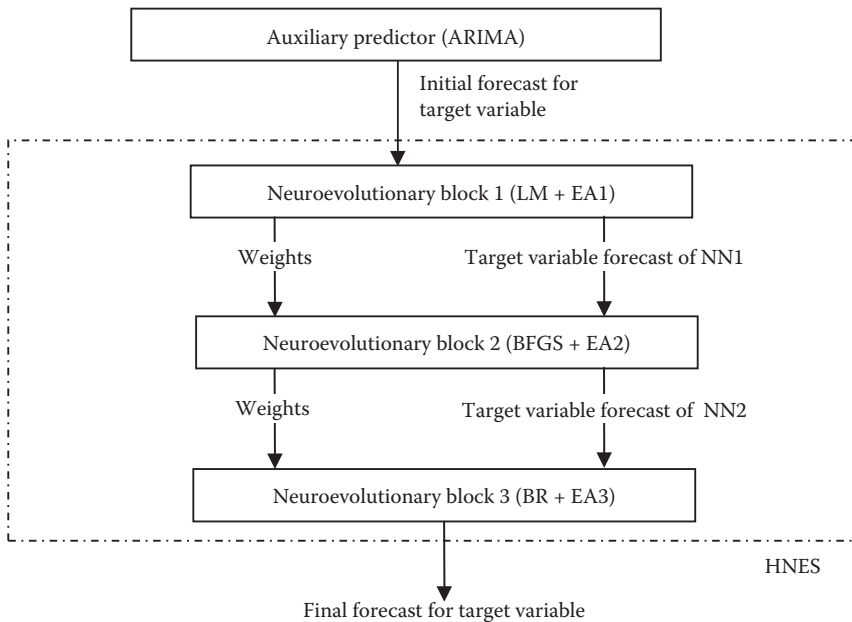 Auxiliary predictor (ARIMA)
Initial forecast for
target variable
Neuroevolutionary block 1 (LM + EA1)
Weights
Target variable forecast of NN1
Neuroevolutionary block 2 (BFGS + EA2)
Weights
Target variable forecast of NN2
Neuroevolutionary block 3 (BR + EA3)
HNES
Final forecast for target variable